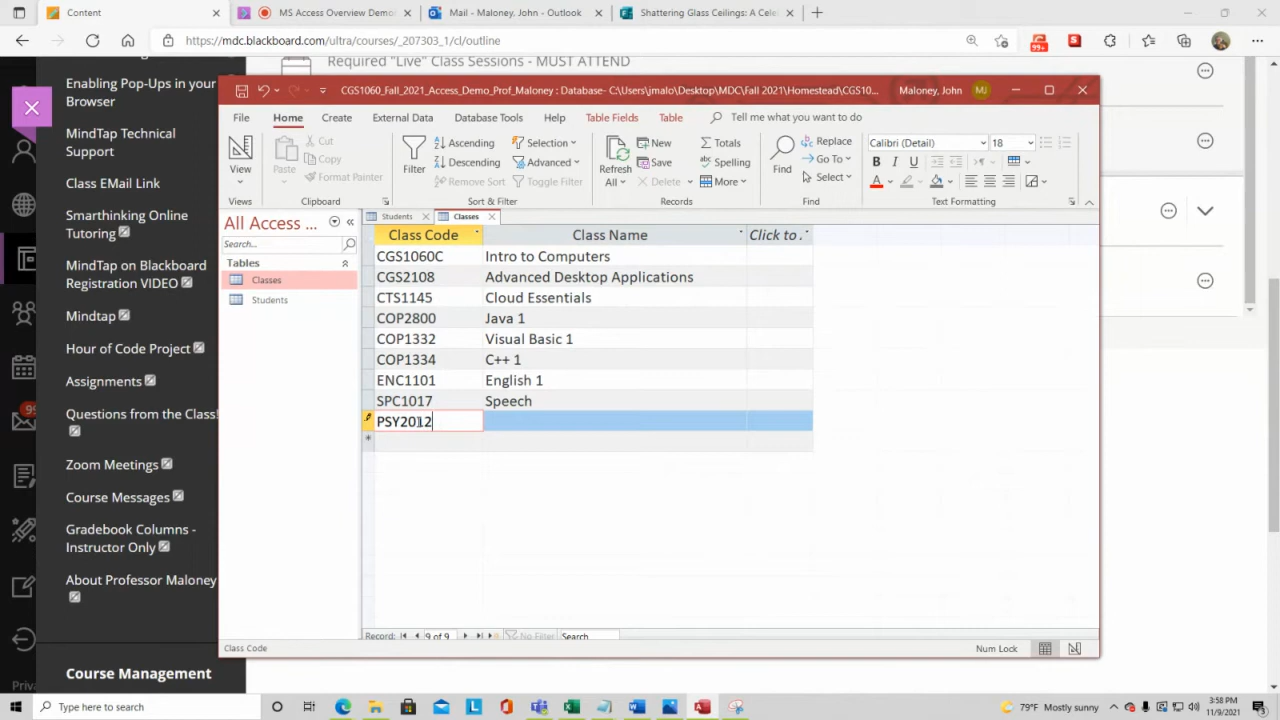 Content
MS Access Overview Demo
Mail - Maloney, John - Outlook
Shattering Glass Ceilings: A Cele
https://mdc.blackboard.com/ultra/courses/_207303_1/cl/outline
99+
Required "Live" Class Sessions - MUST ATTEND
Enabling Pop-Ups in your
Browser
MindTap Technical
Support
Class EMail Link
Smarthinking Online
Tutoring
MindTap on Blackboard
Registration VIDEO
Mindtap
Hour of Code Project
Assignments
Questions from the Class!
Zoom Meetings
Course Messages
Gradebook Columns -
Instructor Only
About Professor Maloney
Course Management
Priva
CGS1060_Fall_2021_Access_Demo_Prof_Maloney : Database- C:\Users\jmalo\Desktop\MDC\Fall 2021\Homestead\CGS10...
Maloney, John
MJ
File Home Create External Data Database Tools Help Table Fields Table Tell me what you want to do
View
Views
Paste
Cut
Copy
Format Painter
Clipboard
Filter
Ascending
Descending
Remove Sort
Selection
Advanced
Toggle Filter
Sort & Filter
Refresh
All
New
Save
Delete
Totals
Spelling
More
Records
Find
Replace
Go To
Select
Find
Calibri (Detail) 18
B I U
Text Formatting
All Access ...
Search...
Tables
Classes
Students
Students Classes
Class Code Class Name Click to .
CGS1060C Intro to Computers
CGS2108 Advanced Desktop Applications
CTS1145 Cloud Essentials
COP2800 Java 1
COP1332 Visual Basic 1
COP1334 C++ 1
ENC1101 English 1
SPC1017 Speech
PSY2012
Record: 9 of 9 No Filter Search
Class Code
Num Lock
Type here to search
79°F Mostly sunny
3:58 PM
11/9/2021